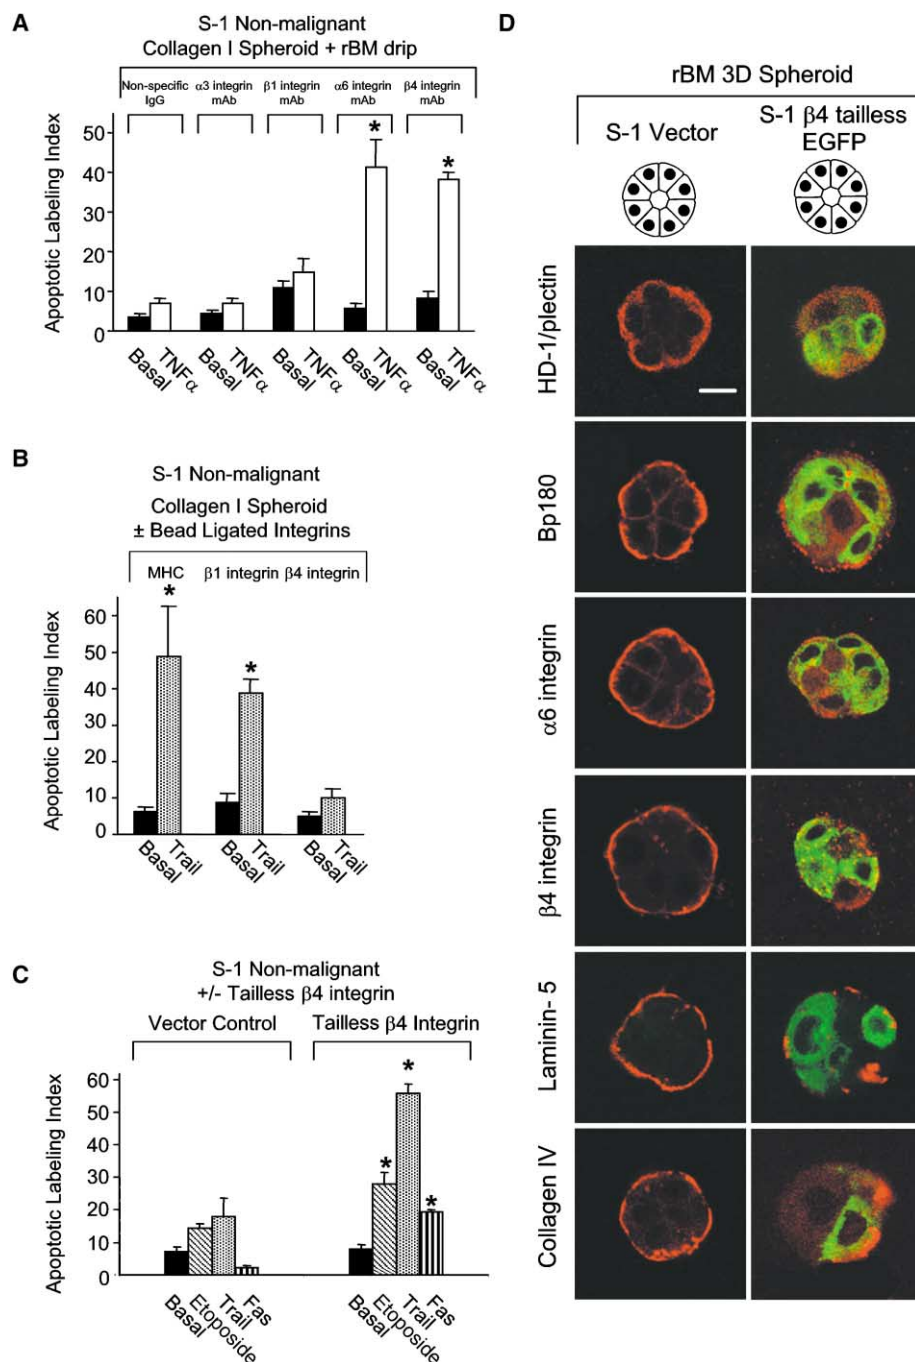 A
S-1 Non-malignant
Collagen I Spheroid + rBM drip
Non-specific IgG
α3 integrin mAb
β1 integrin mAb
α6 integrin mAb
β4 integrin mAb
Apoptotic Labeling Index
50
40
30
20
10
0
*
*
Basal
TNFα
Basal
TNFα
Basal
TNFα
Basal
TNFα
Basal
TNFα
B
S-1 Non-malignant
Collagen I Spheroid
± Bead Ligated Integrins
MHC
β1 integrin
β4 integrin
Apoptotic Labeling Index
60
50
40
30
20
10
0
*
*
Basal
Trail
Basal
Trail
Basal
Trail
C
S-1 Non-malignant
+/- Tailless β4 integrin
Vector Control
Tailless β4 Integrin
Apoptotic Labeling Index
60
50
40
30
20
10
0
*
*
*
Basal
Etoposide
Trail
Fas
Basal
Etoposide
Trail
Fas
D
rBM 3D Spheroid
S-1 Vector
S-1 β4 tailless
EGFP
HD-1/plectin
Bp180
α6 integrin
β4 integrin
Laminin- 5
Collagen IV